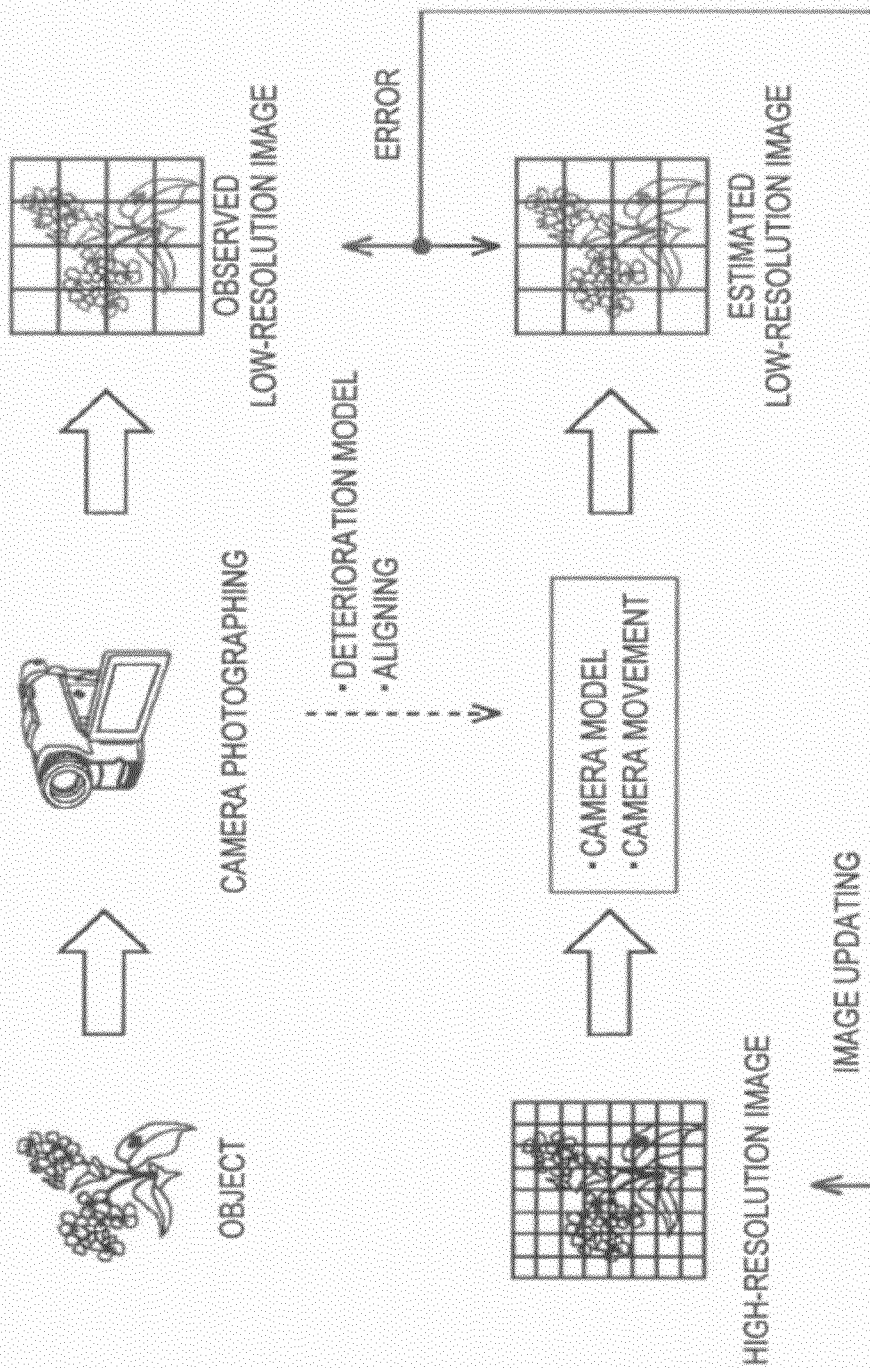 OBJECT
CAMERA PHOTOGRAPHING
OBSERVED
LOW-RESOLUTION IMAGE
· DETERIORATION MODEL
· ALIGNING
ERROR
HIGH-RESOLUTION IMAGE
· CAMERA MODEL
· CAMERA MOVEMENT
ESTIMATED
LOW-RESOLUTION IMAGE
IMAGE UPDATING